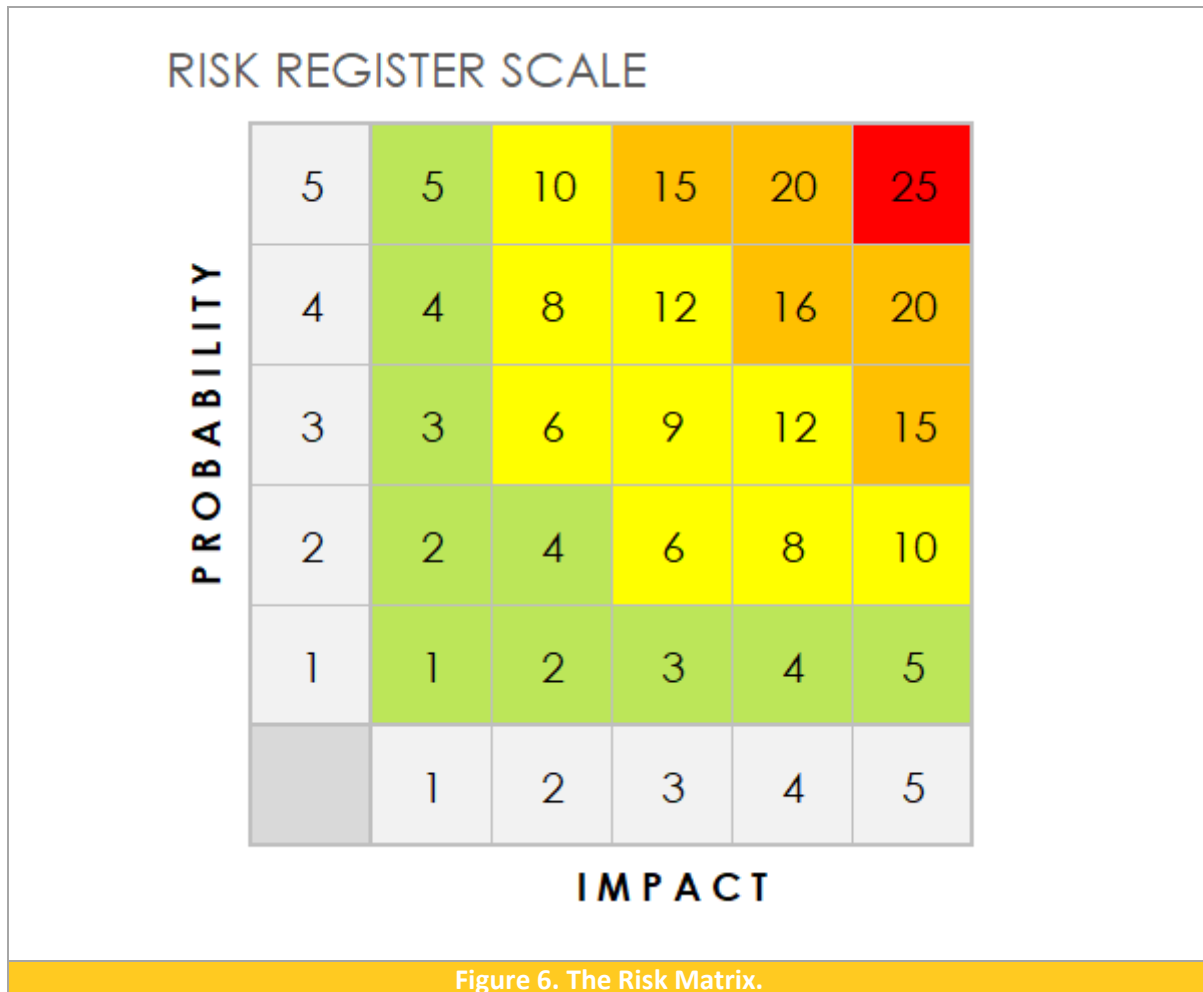 RISK REGISTER SCALE
PROBABILITY
5 5 10 15 20 25
4 4 8 12 16 20
3 3 6 9 12 15
2 2 4 6 8 10
1 1 2 3 4 5
1 2 3 4 5
IMPACT
Figure 6. The Risk Matrix.